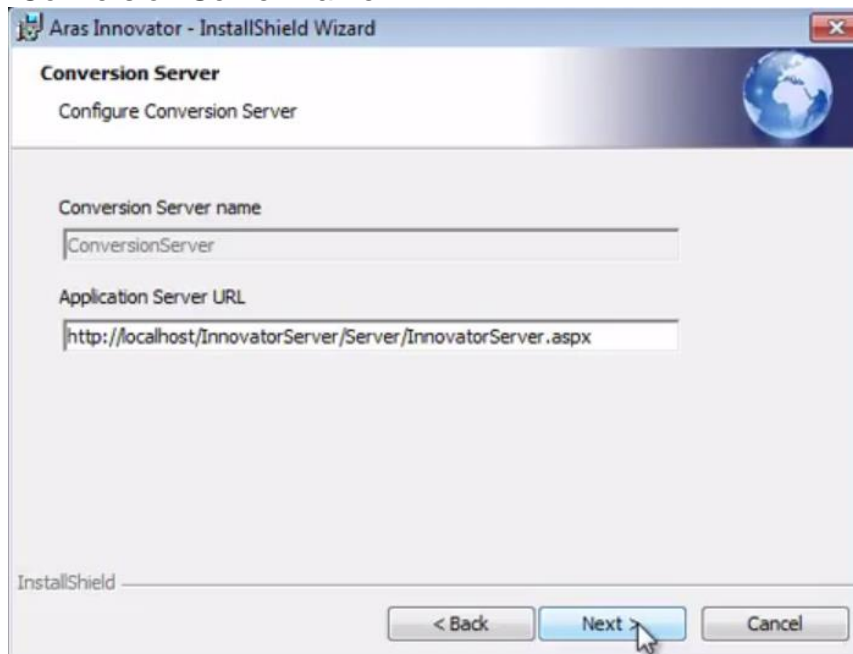 Aras Innovator - InstallShield Wizard
Conversion Server
Configure Conversion Server
Conversion Server name
ConversionServer
Application Server URL
http://localhost/InnovatorServer/Server/InnovatorServer.aspx
InstallShield
< Back
Next >
Cancel